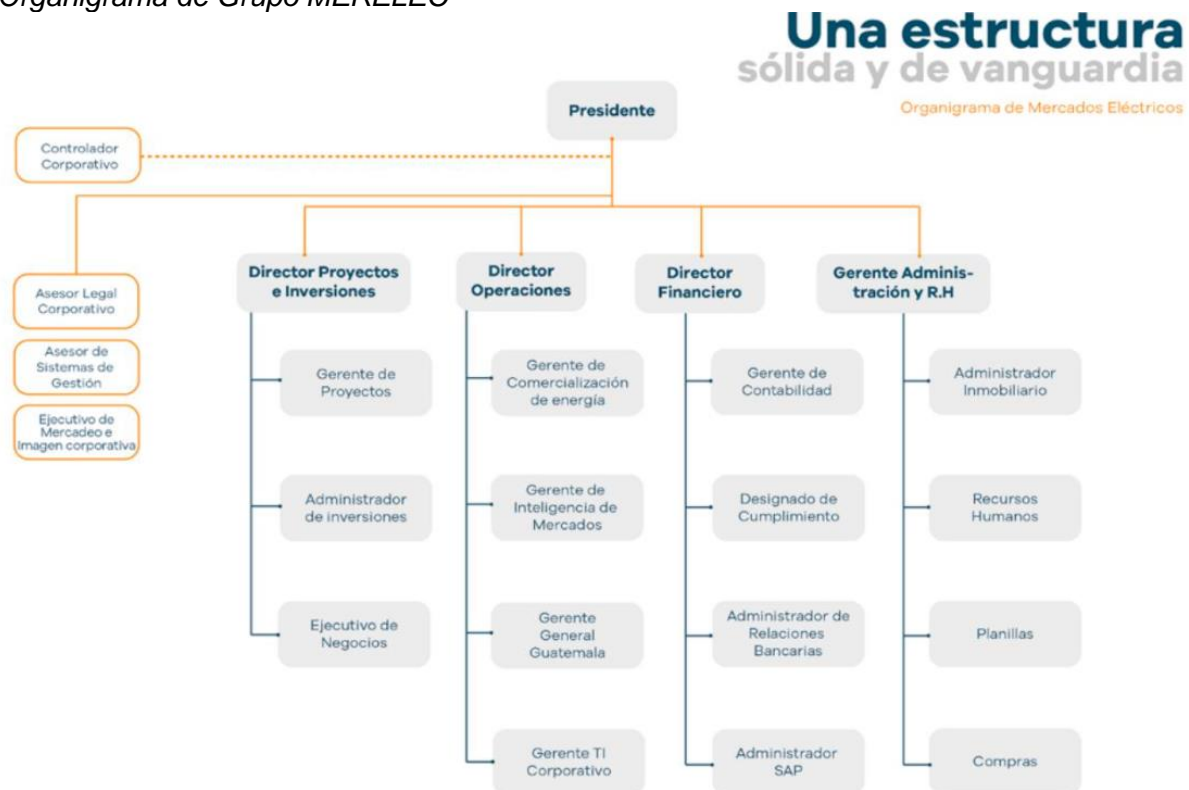 Organigrama de Grupo MERELEC
Una estructura
sólida y de vanguardia
Organigrama de Mercados Eléctricos
Presidente
Controlador
Corporativo
Asesor Legal
Corporativo
Asesor de
Sistemas de
Gestión
Ejecutivo de
Mercadeo e
Imagen corporativa
Director Proyectos
e Inversiones
Gerente de
Proyectos
Administrador
de inversiones
Ejecutivo de
Negocios
Director
Operaciones
Gerente de
Comercialización
de energía
Gerente de
Inteligencia de
Mercados
Gerente
General
Guatemala
Gerente TI
Corporativo
Director
Financiero
Gerente de
Contabilidad
Designado de
Cumplimiento
Administrador de
Relaciones
Bancarias
Administrador
SAP
Gerente Adminis-
tración y R.H
Administrador
Inmobiliario
Recursos
Humanos
Planillas
Compras